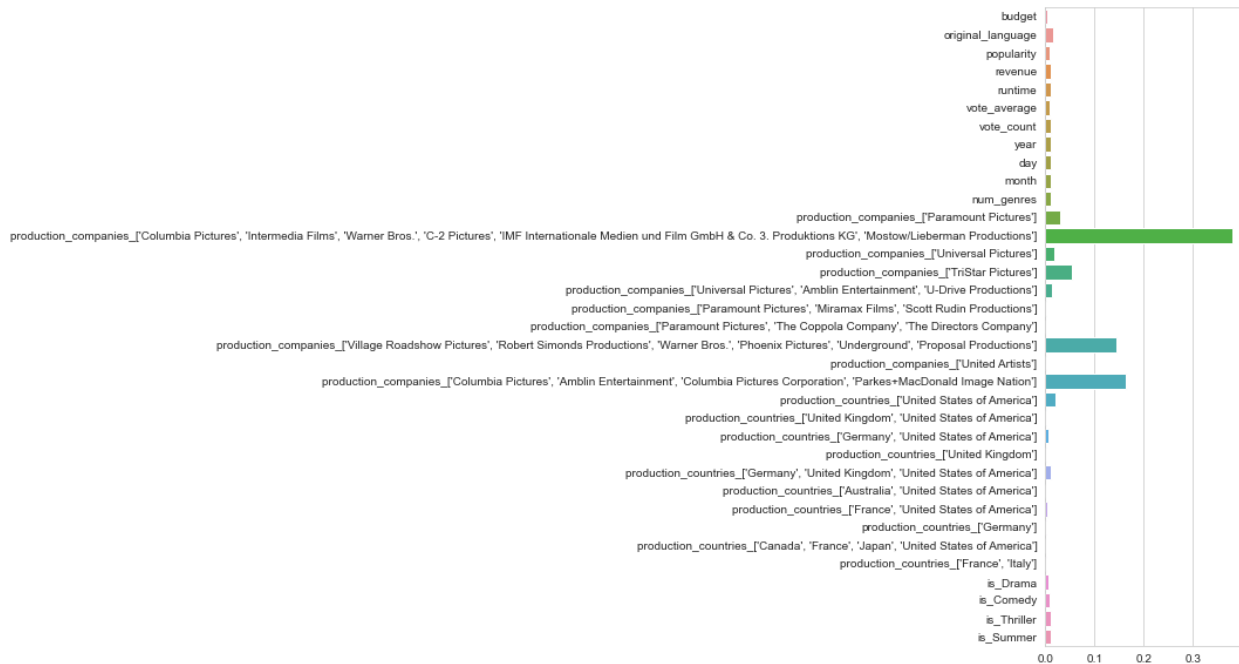 budget
original_language
popularity
revenue
runtime
vote_average
vote_count
year
day
month
num_genres
production_companies_['Paramount Pictures']
production_companies_['Columbia Pictures', 'Intermedia Films', 'Warner Bros.', 'C-2 Pictures', 'IMF Internationale Medien und Film GmbH & Co. 3. Produktions KG', 'Mostow/Lieberman Productions']
production_companies_['Universal Pictures']
production_companies_['TriStar Pictures']
production_companies_['Universal Pictures', 'Amblin Entertainment', 'U-Drive Productions']
production_companies_['Paramount Pictures', 'Miramax Films', 'Scott Rudin Productions']
production_companies_['Paramount Pictures', 'The Coppola Company', 'The Directors Company']
production_companies_['Village Roadshow Pictures', 'Robert Simonds Productions', 'Warner Bros.', 'Phoenix Pictures', 'Underground', 'Proposal Productions']
production_companies_['United Artists']
production_companies_['Columbia Pictures', 'Amblin Entertainment', 'Columbia Pictures Corporation', 'Parkes+MacDonald Image Nation']
production_countries_['United States of America']
production_countries_['United Kingdom', 'United States of America']
production_countries_['Germany', 'United States of America']
production_countries_['United Kingdom']
production_countries_['Germany', 'United Kingdom', 'United States of America']
production_countries_['Australia', 'United States of America']
production_countries_['France', 'United States of America']
production_countries_['Germany']
production_countries_['Canada', 'France', 'Japan', 'United States of America']
production_countries_['France', 'Italy']
is_Drama
is_Comedy
is_Thriller
is_Summer
0.0 0.1 0.2 0.3